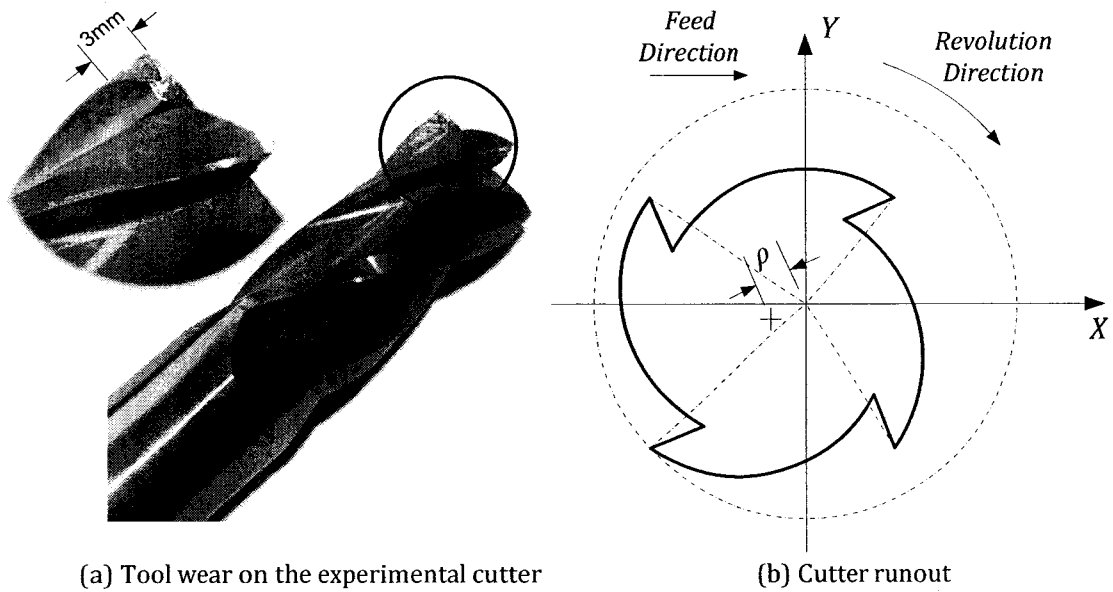 3mm
Feed
Direction
Y
Revolution
Direction
ρ
X
(a) Tool wear on the experimental cutter
(b) Cutter runout